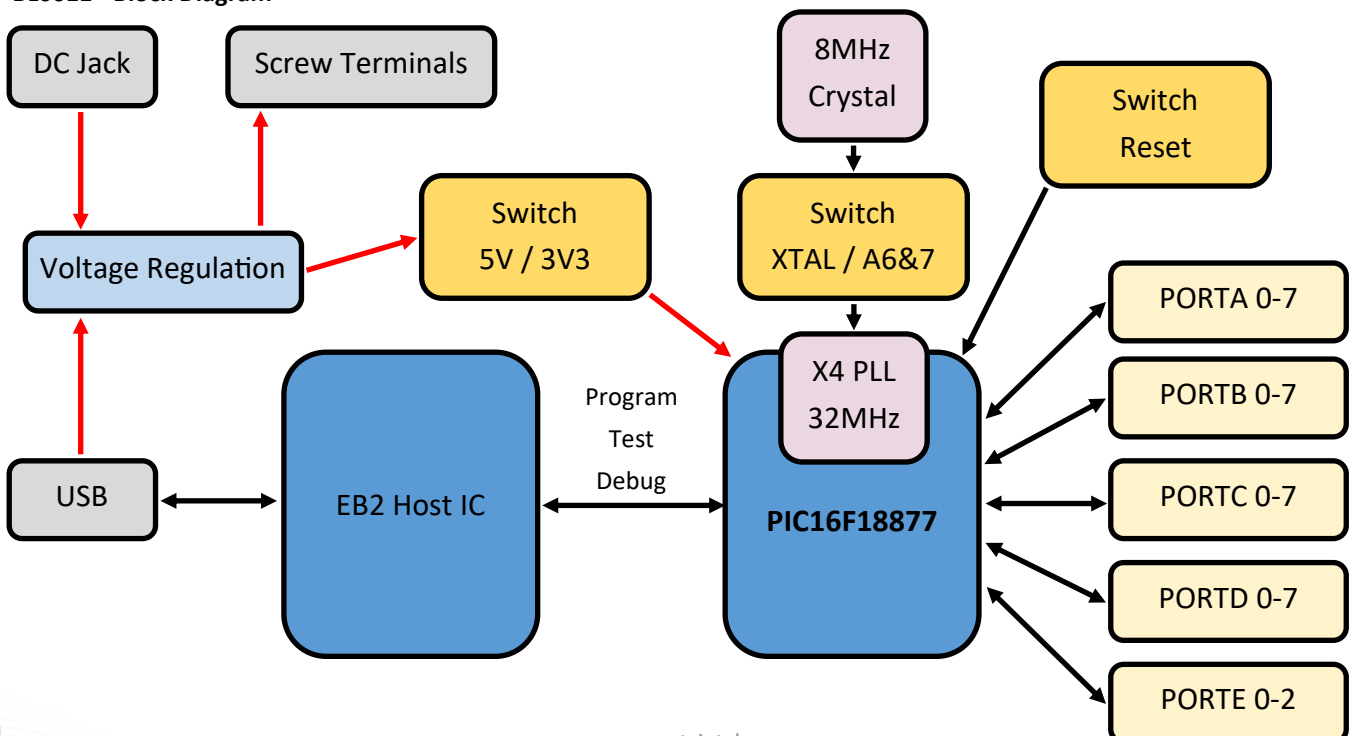 Block Diagram
DC Jack
Screw Terminals
8MHz
Crystal
Switch
Reset
Switch
5V / 3V3
Switch
XTAL / A6&7
Voltage Regulation
PORTA 0-7
X4 PLL
32MHz
PORTB 0-7
Program
Test
Debug
USB
EB2 Host IC
PIC16F18877
PORTC 0-7
PORTD 0-7
PORTE 0-2